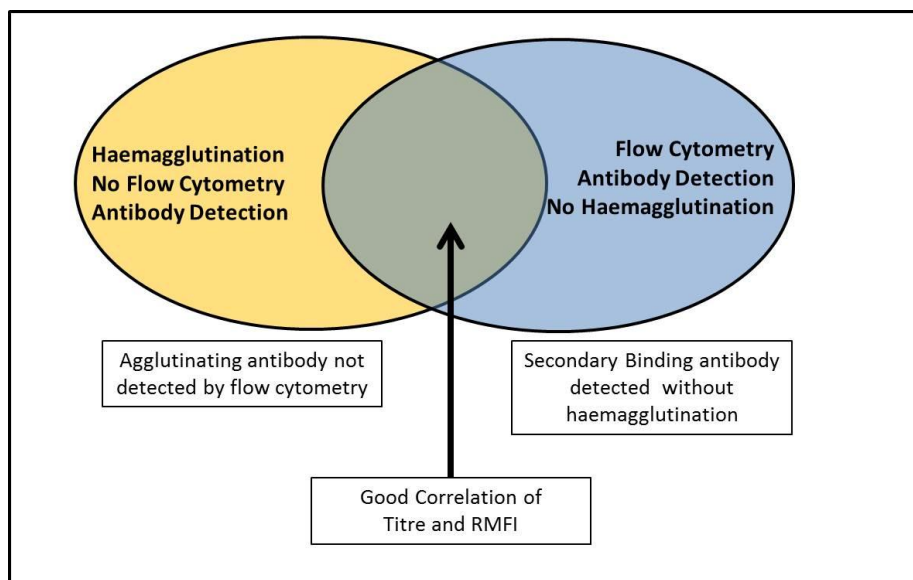 Haemagglutination
No Flow Cytometry
Antibody Detection
Flow Cytometry
Antibody Detection
No Haemagglutination
Agglutinating antibody not
detected by flow cytometry
Secondary Binding antibody
detected without
haemagglutination
Good Correlation of
Titre and RMFI